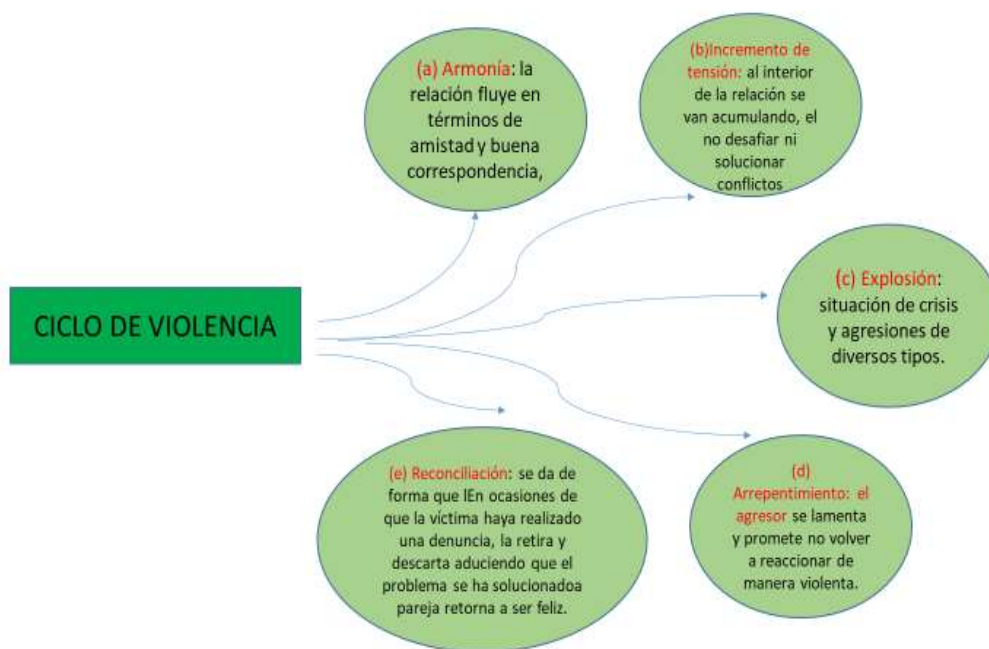 (a) Armonía: la
relación fluye en
términos de
amistad y buena
correspondencia,
(b)Incremento de
tensión: al interior
de la relación se
van acumulando, el
no desafiar ni
solucionar
conflictos
CICLO DE VIOLENCIA
(c) Explosión:
situación de crisis
y agresiones de
diversos tipos.
(d)
Arrepentimiento: el
agresor se lamenta
y promete no volver
a reaccionar de
manera violenta.
(e) Reconciliación: se da de
forma que lEn ocasiones de
que la víctima haya realizado
una denuncia, la retira y
descarta aduciendo que el
problema se ha solucionadoa
pareja retorna a ser feliz.